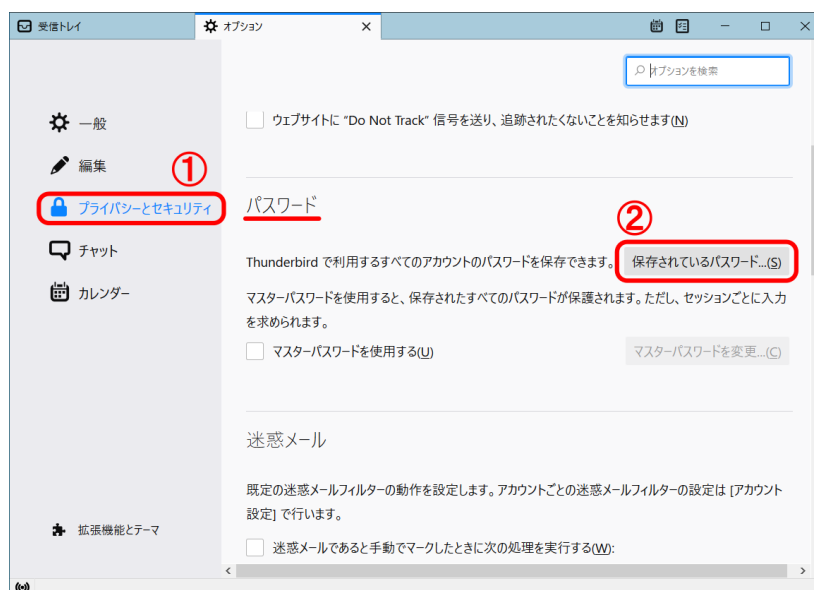 受信トレイ
オプション
オプションを検索
一般
編集
①
プライバシーとセキュリティ
チャット
カレンダー
拡張機能とテーマ
ウェブサイトに “Do Not Track” 信号を送り、追跡されたくないことを知らせます(N)
パスワード
②
Thunderbird で利用するすべてのアカウントのパスワードを保存できます。
保存されているパスワード...(S)
マスターパスワードを使用すると、保存されたすべてのパスワードが保護されます。ただし、セッションごとに入力
を求められます。
マスターパスワードを使用する(U)
マスターパスワードを変更...(C)
迷惑メール
既定の迷惑メールフィルターの動作を設定します。アカウントごとの迷惑メールフィルターの設定は [アカウント
設定] で行います。
迷惑メールであると手動でマークしたときに次の処理を実行する(W):